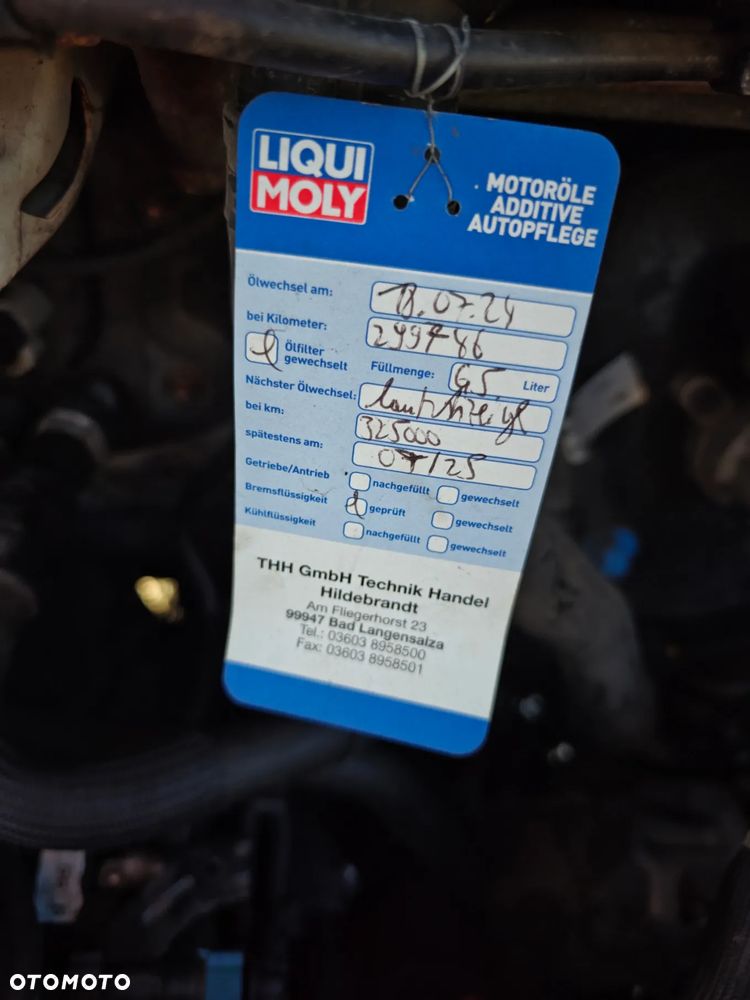 LIQUI
MOLY
MOTORÖLE
ADDITIVE
AUTOPFLEGE
Ölwechsel am: 18.07.24
bei Kilometer: 299786
Ölfilter
gewechselt
Füllmenge: 6,5 Liter
Nächster Ölwechsel: laut Anzeige
bei km: 325000
spätestens am: 07/25
Getriebe/Antrieb nachgefüllt gewechselt
Bremsflüssigkeit geprüft gewechselt
Kühlflüssigkeit nachgefüllt gewechselt
THH GmbH Technik Handel
Hildebrandt
Am Fliegerhorst 23
99947 Bad Langensalza
Tel.: 03603 8958500
Fax: 03603 8958501
OTOMOTO